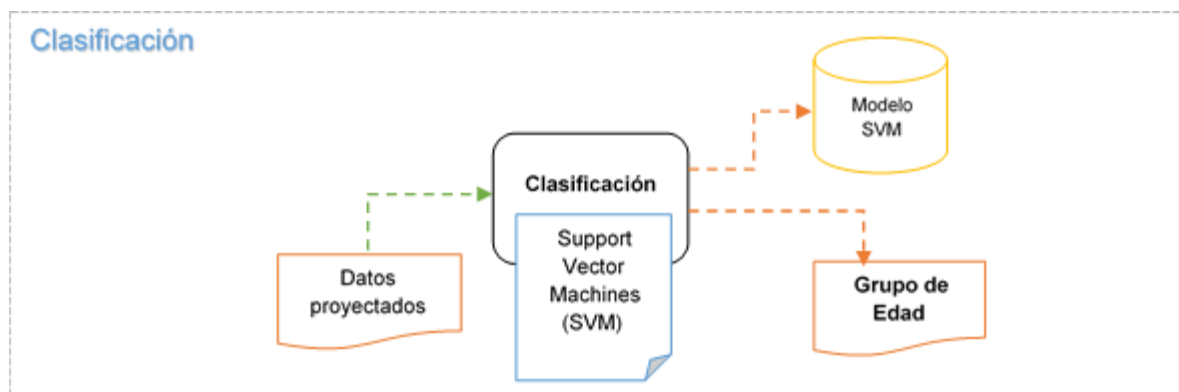 Clasificación
Modelo
SVM
Clasificación
Support
Vector
Machines
(SVM)
Datos
proyectados
Grupo de
Edad